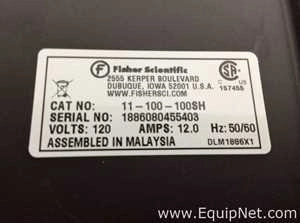 Fisher Scientific
2555 KERPER BOULEVARD
DUBUQUE, IOWA 52001 U.S.A.
WWW.FISHERSCI.COM
157455
CAT NO: 11-100-100SH
SERIAL NO: 1886080455403
VOLTS: 120 AMPS: 12.0 Hz: 50/60
ASSEMBLED IN MALAYSIA DLM1886X1
www.EquipNet.com